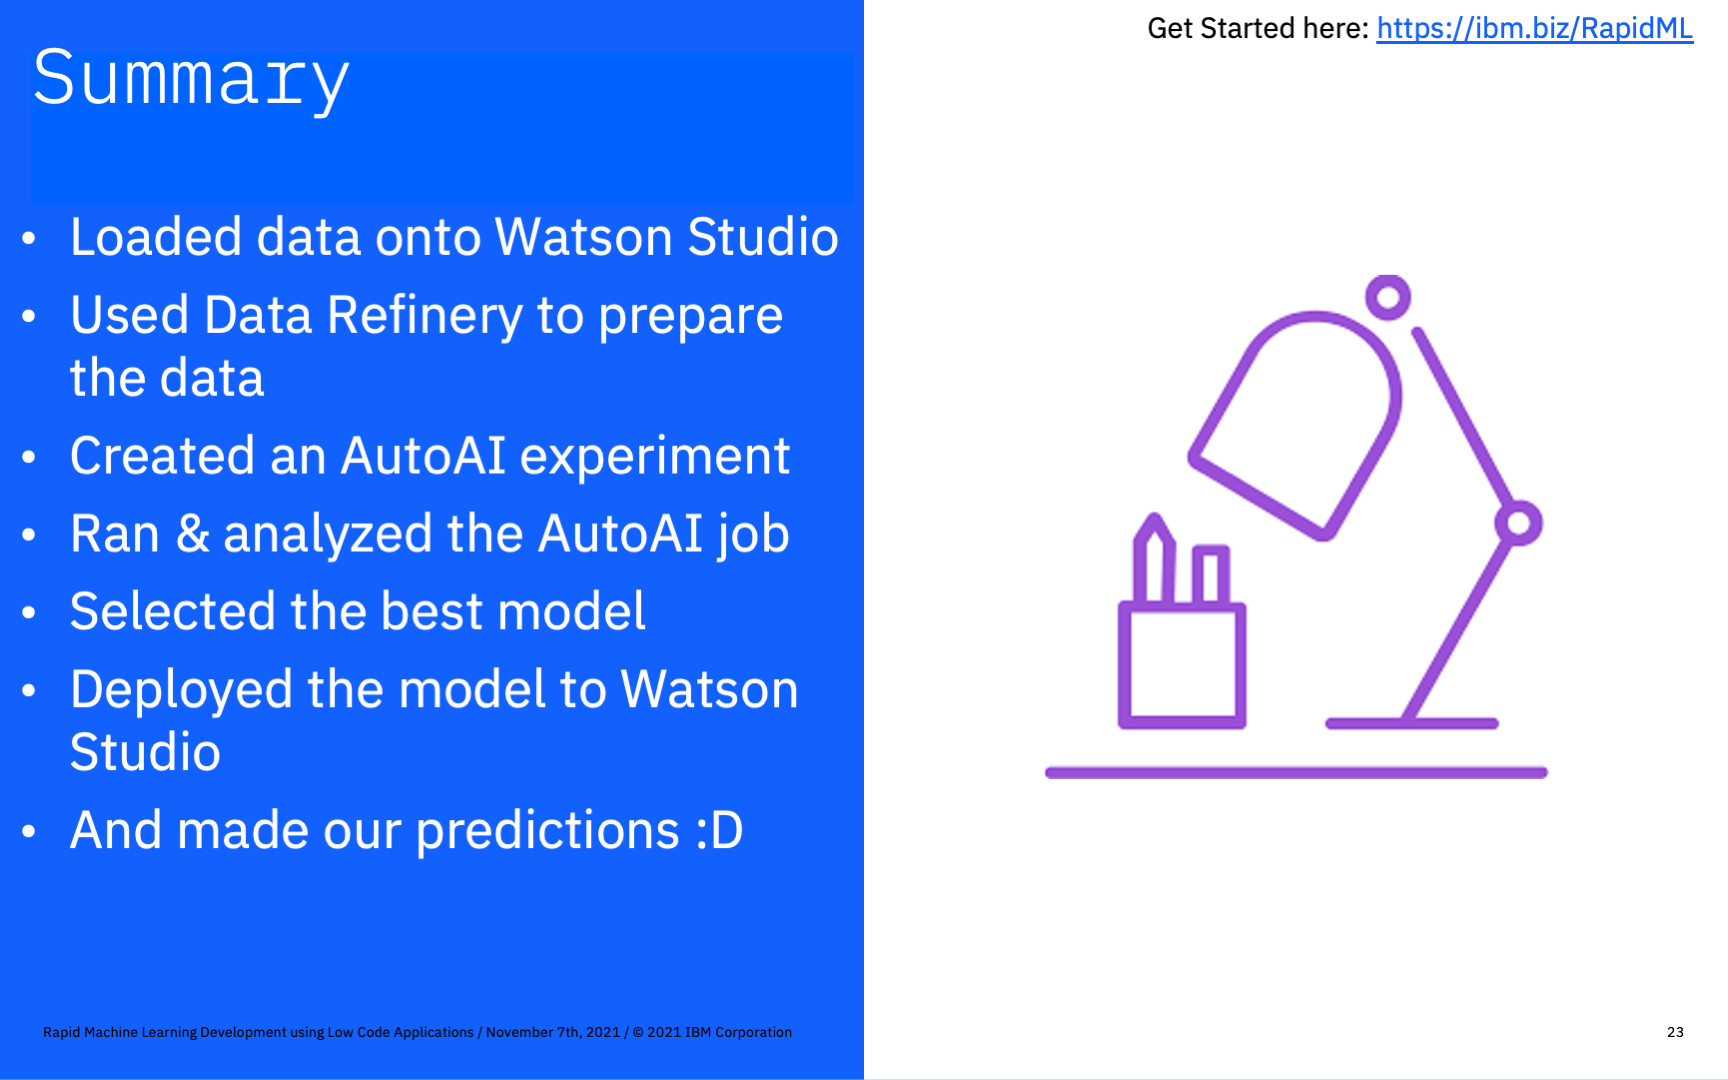 Get Started here: https://ibm.biz/RapidML
Summary
• Loaded data onto Watson Studio
• Used Data Refinery to prepare
the data
• Created an AutoAI experiment
• Ran & analyzed the AutoAI job
• Selected the best model
• Deployed the model to Watson
Studio
• And made our predictions :D
Rapid Machine Learning Development using Low Code Applications / November 7th, 2021 / © 2021 IBM Corporation
23